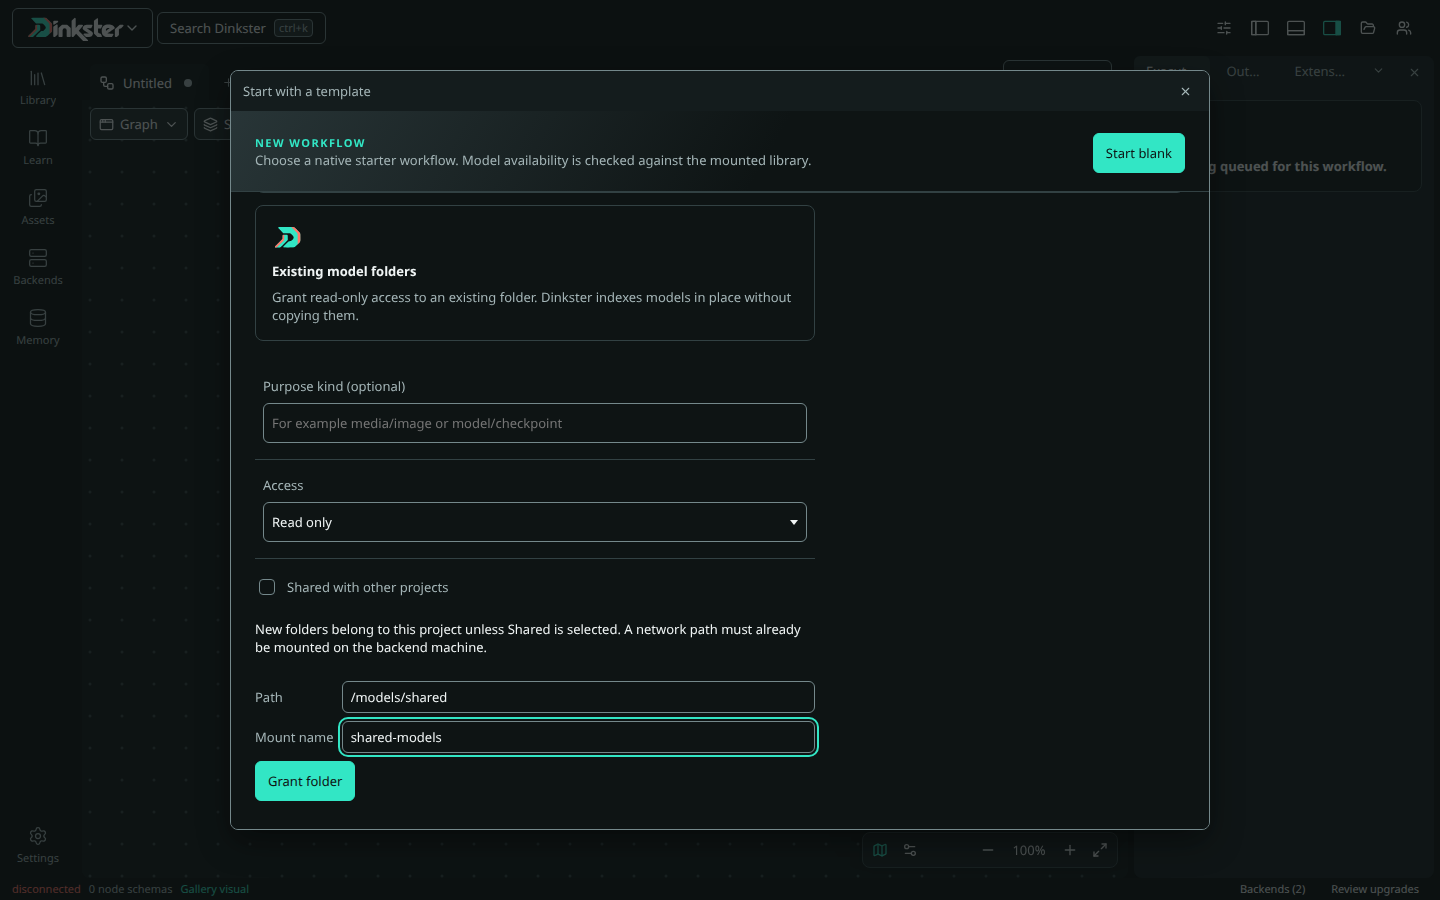 Dinkster
Search Dinkster ctrl+k
Untitled
Out...
Extens...
Library
Learn
Assets
Backends
Memory
Settings
Graph
Start with a template
NEW WORKFLOW
Choose a native starter workflow. Model availability is checked against the mounted library.
Start blank
queued for this workflow.
Existing model folders
Grant read-only access to an existing folder. Dinkster indexes models in place without
copying them.
Purpose kind (optional)
For example media/image or model/checkpoint
Access
Read only
Shared with other projects
New folders belong to this project unless Shared is selected. A network path must already
be mounted on the backend machine.
Path /models/shared
Mount name shared-models
Grant folder
100%
disconnected 0 node schemas Gallery visual
Backends (2) Review upgrades